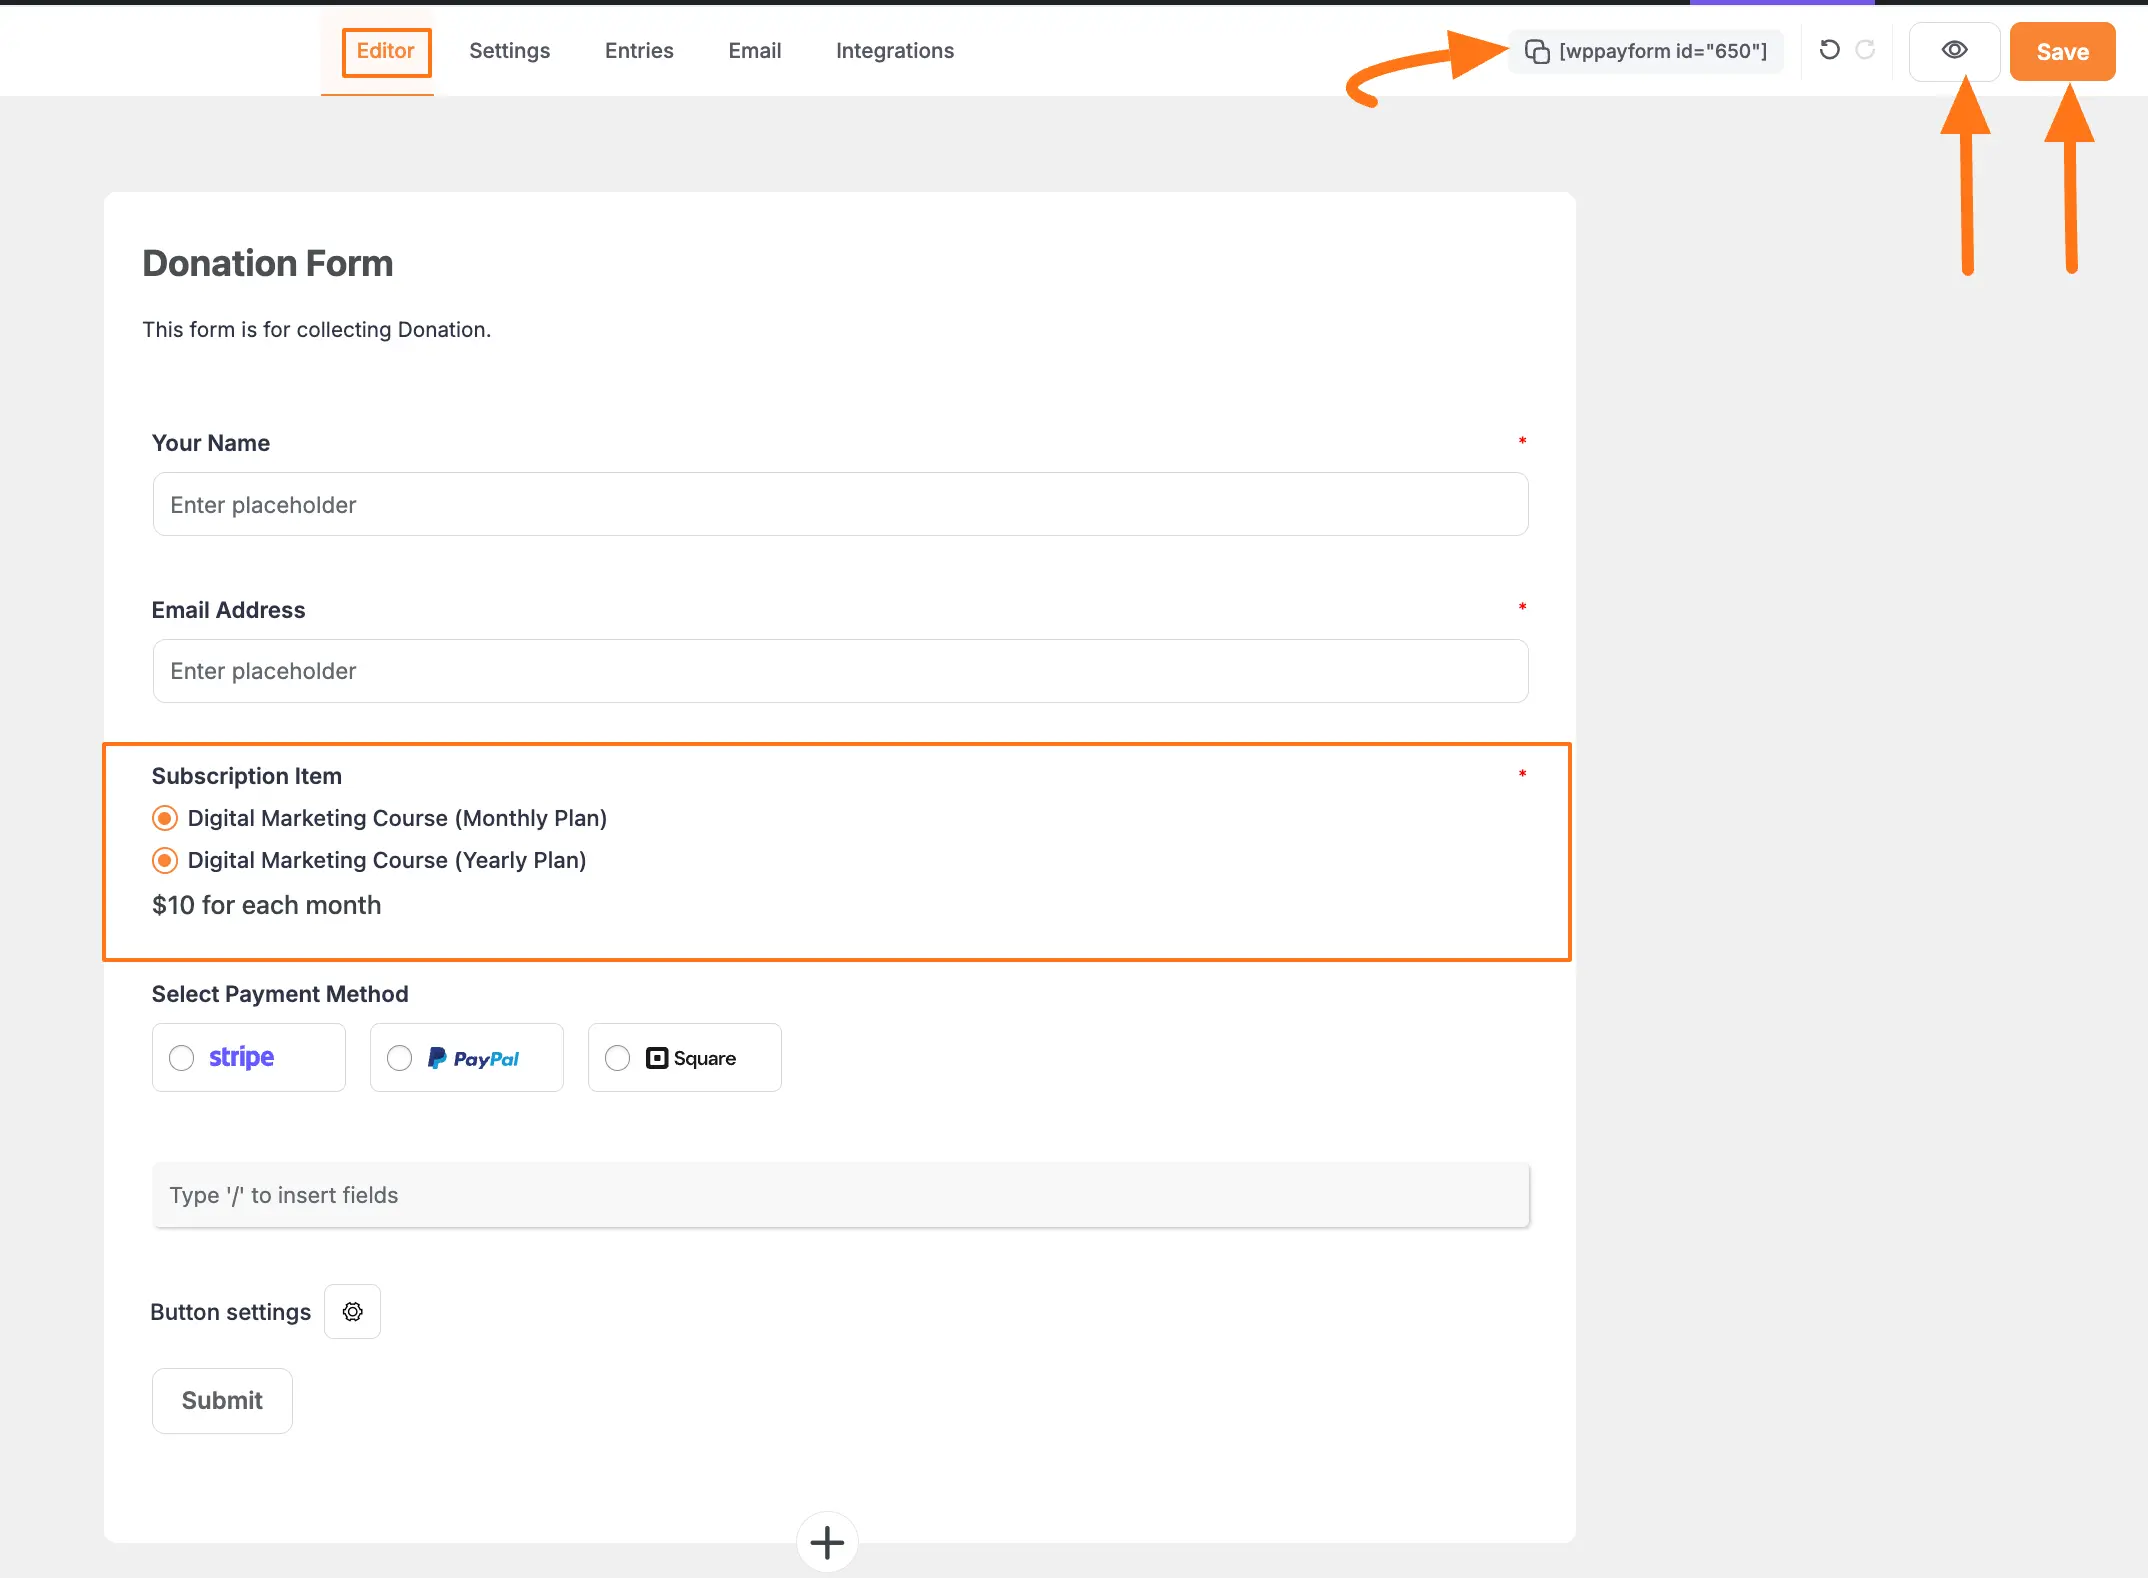 Editor Settings Entries Email Integrations [wppayform id="650"] Save
Donation Form
This form is for collecting Donation.
Your Name *
Enter placeholder
Email Address *
Enter placeholder
Subscription Item *
Digital Marketing Course (Monthly Plan)
Digital Marketing Course (Yearly Plan)
$10 for each month
Select Payment Method
stripe PayPal Square
Type '/' to insert fields
Button settings
Submit